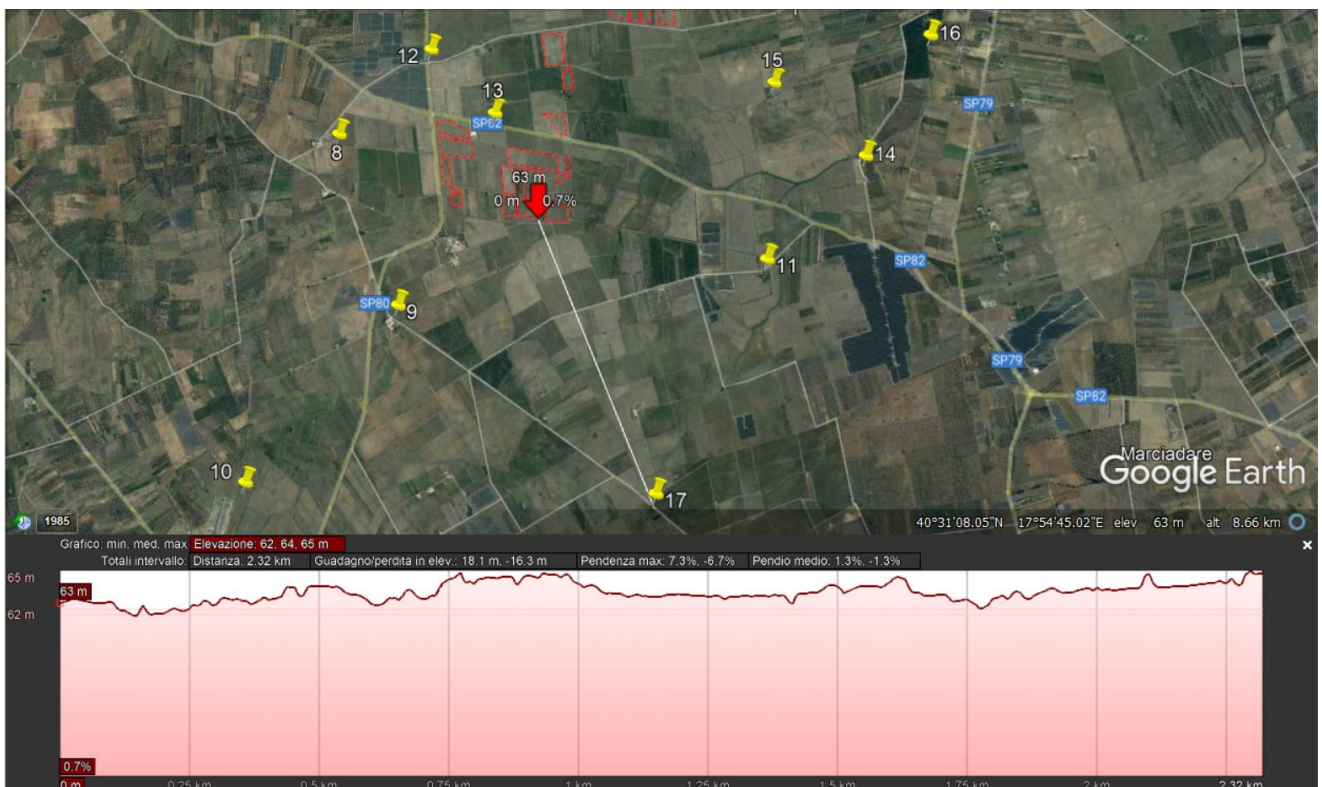 16
12
15
13
SP79
SP82
8
14
63 m
0 m 0.7%
11
SP82
SP80
9
SP79
SP82
Marciadare
Google Earth
10
17
1985
40°31'08.05"N 17°54'45.02"E elev 63 m alt 8.66 km
Grafico: min, med, max Elevazione: 62, 64, 65 m
Totali intervallo: Distanza: 2.32 km Guadagno/perdita in elev.: 18.1 m, -16.3 m Pendenza max: 7.3%, -6.7% Pendio medio: 1.3%, -1.3%
65 m
63 m
62 m
0.7%
0 m 0.25 km 0.5 km 0.75 km 1 km 1.25 km 1.5 km 1.75 km 2 km 2.32 km